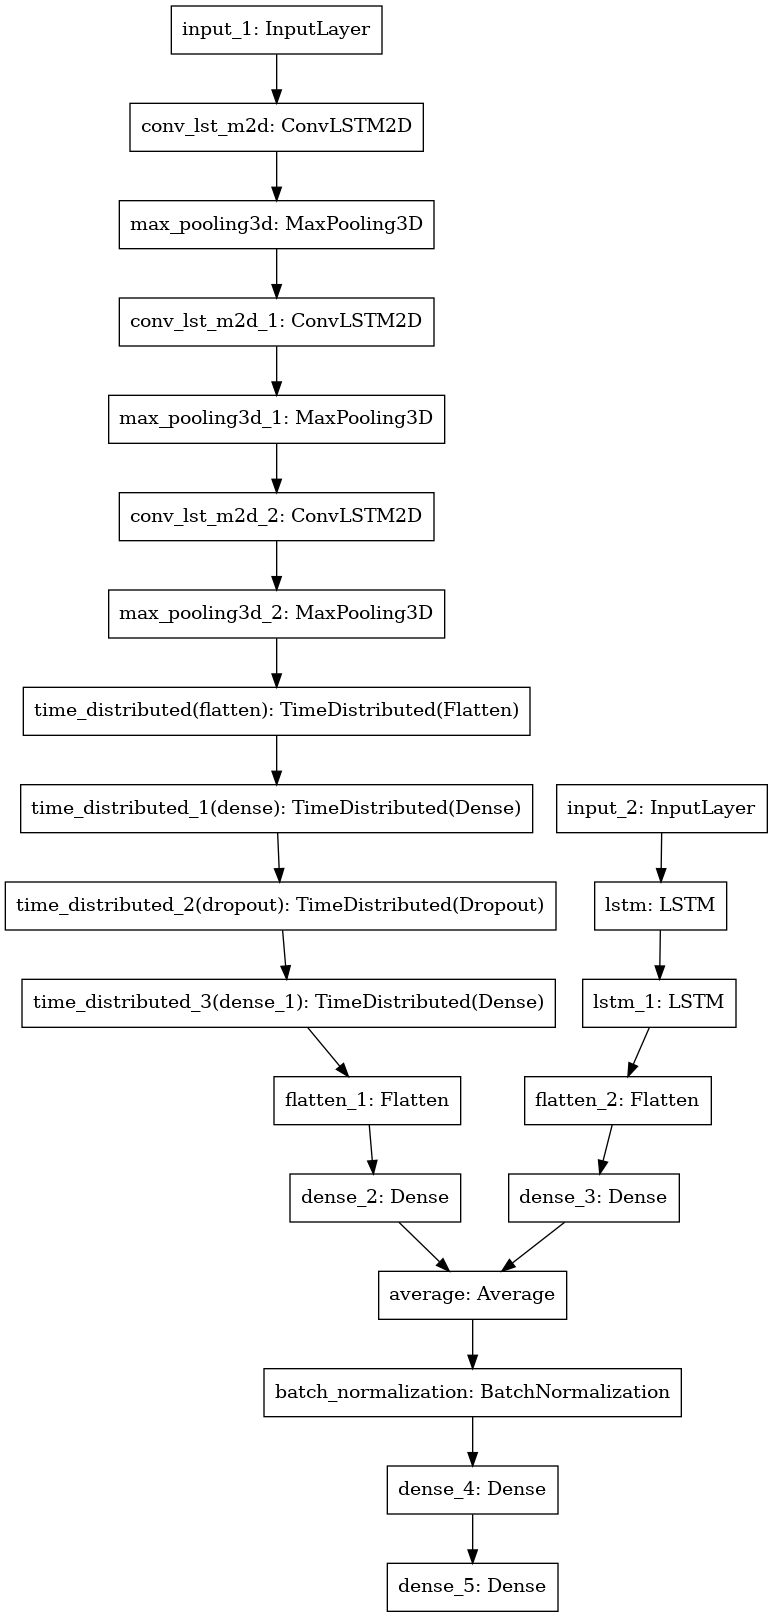 input_1: InputLayer
conv_lst_m2d: ConvLSTM2D
max_pooling3d: MaxPooling3D
conv_lst_m2d_1: ConvLSTM2D
max_pooling3d_1: MaxPooling3D
conv_lst_m2d_2: ConvLSTM2D
max_pooling3d_2: MaxPooling3D
time_distributed(flatten): TimeDistributed(Flatten)
time_distributed_1(dense): TimeDistributed(Dense)
input_2: InputLayer
time_distributed_2(dropout): TimeDistributed(Dropout)
lstm: LSTM
time_distributed_3(dense_1): TimeDistributed(Dense)
lstm_1: LSTM
flatten_1: Flatten
flatten_2: Flatten
dense_2: Dense
dense_3: Dense
average: Average
batch_normalization: BatchNormalization
dense_4: Dense
dense_5: Dense